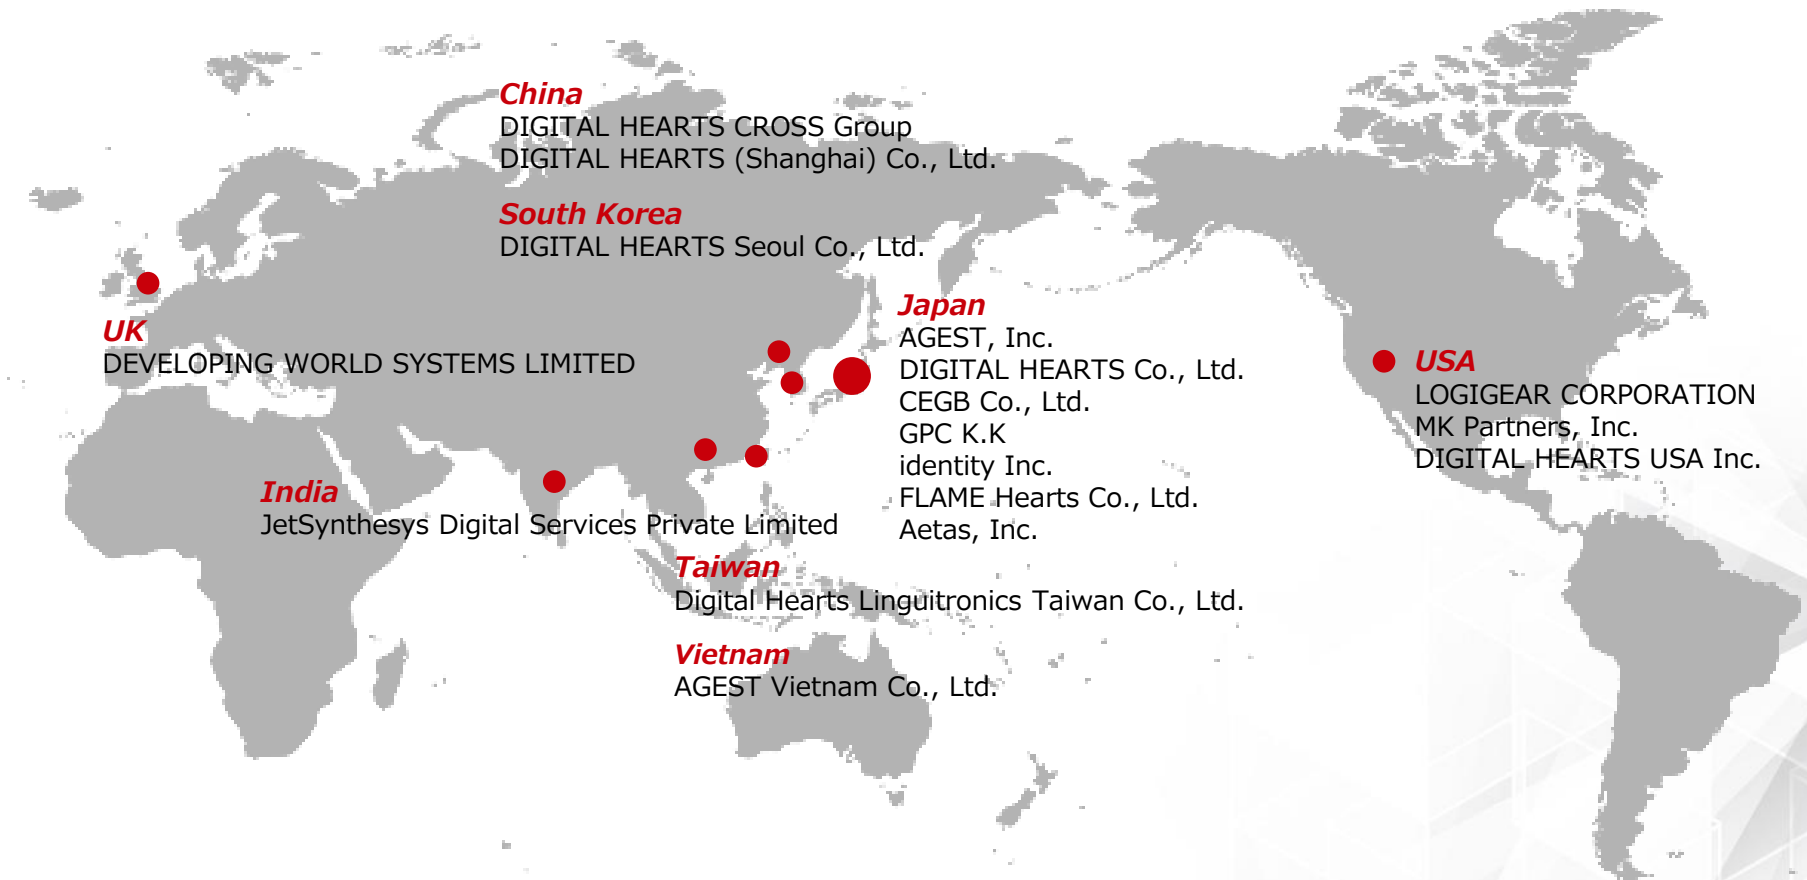 China
DIGITAL HEARTS CROSS Group
DIGITAL HEARTS (Shanghai) Co., Ltd.
South Korea
DIGITAL HEARTS Seoul Co., Ltd.
UK
DEVELOPING WORLD SYSTEMS LIMITED
Japan
AGEST, Inc.
DIGITAL HEARTS Co., Ltd.
CEGB Co., Ltd.
GPC K.K
identity Inc.
FLAME Hearts Co., Ltd.
Aetas, Inc.
USA
LOGIGEAR CORPORATION
MK Partners, Inc.
DIGITAL HEARTS USA Inc.
India
JetSynthesys Digital Services Private Limited
Taiwan
Digital Hearts Linguitronics Taiwan Co., Ltd.
Vietnam
AGEST Vietnam Co., Ltd.